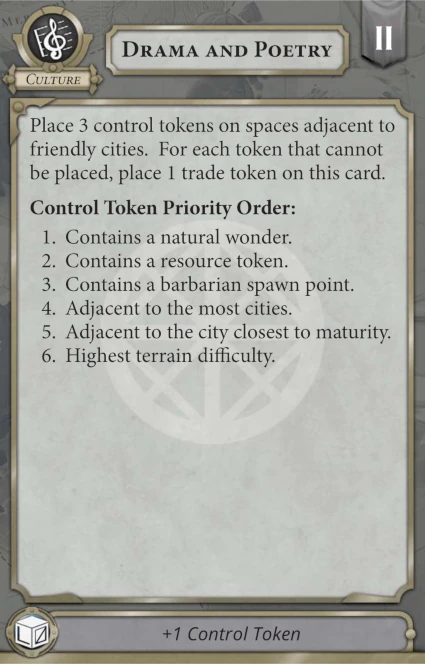 DRAMA AND POETRY
II
CULTURE
Place 3 control tokens on spaces adjacent to
friendly cities. For each token that cannot
be placed, place 1 trade token on this card.
Control Token Priority Order:
1. Contains a natural wonder.
2. Contains a resource token.
3. Contains a barbarian spawn point.
4. Adjacent to the most cities.
5. Adjacent to the city closest to maturity.
6. Highest terrain difficulty.
+1 Control Token